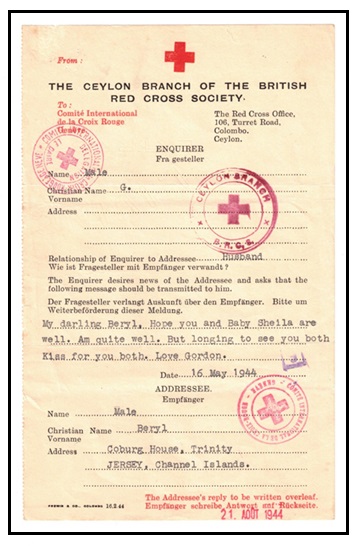 From:
THE CEYLON BRANCH OF THE BRITISH
RED CROSS SOCIETY.
To:
Comité International
de la Croix Rouge
Genève
The Red Cross Office,
106, Turret Road,
Colombo.
Ceylon.
ENQUIRER
Fra gesteller
Name Male
Christian Name G.
Vorname
Address
CEYLON BRANCH
B.R.C.S.
Relationship of Enquirer to Addressee Husband
Wie ist Fragesteller mit Empfänger verwandt ?
The Enquirer desires news of the Addressee and asks that the
following message should be transmitted to him.
Der Fragesteller verlangt Auskunft über den Empfänger. Bitte um
Weiterbeförderung dieser Meldung.
My darling Beryl. Hope you and Baby Sheila are
well. Am quite well. But longing to see you both
Kiss for you both. Love Gordon.
Date 16 May 1944
ADDRESSEE.
Empfänger
Name Male
Christian Name Beryl
Vorname
Address Coburg House, Trinity
JERSEY, Channel Islands.
The Addressee's reply to be written overleaf.
Empfänger schreibe Antwort auf Rückseite.
16.2.44
21. AOUT 1944